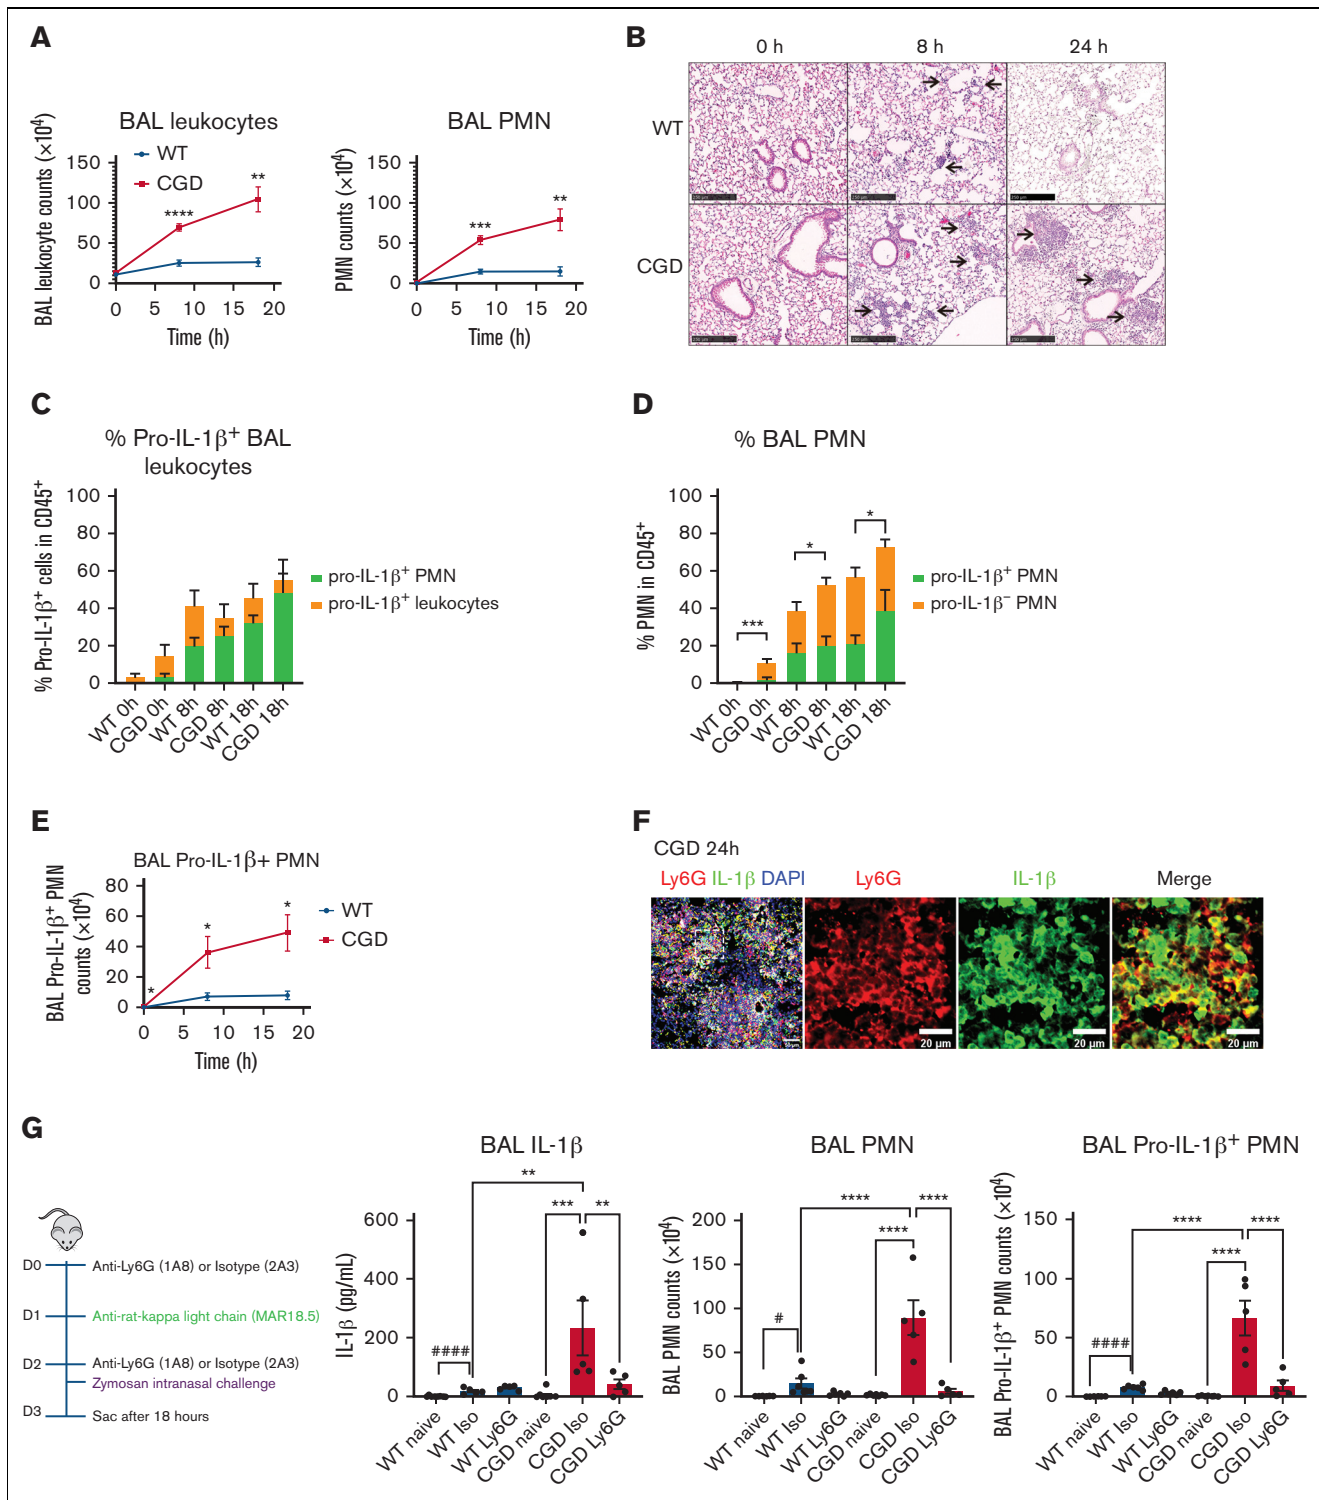 A
BAL leukocytes
BAL leukocyte counts (×10⁴)
150
100
50
0
WT
CGD
****
**
0 5 10 15 20
Time (h)
BAL PMN
PMN counts (×10⁴)
150
100
50
0
***
**
0 5 10 15 20
Time (h)
B
0 h 8 h 24 h
WT
CGD
C
% Pro-IL-1β⁺ BAL
leukocytes
% Pro-IL-1β⁺ cells in CD45⁺
100
80
60
40
20
0
WT 0h
CGD 0h
WT 8h
CGD 8h
WT 18h
CGD 18h
pro-IL-1β⁺ PMN
pro-IL-1β⁺ leukocytes
D
% BAL PMN
% PMN in CD45⁺
100
80
60
40
20
0
***
*
*
WT 0h
CGD 0h
WT 8h
CGD 8h
WT 18h
CGD 18h
pro-IL-1β⁺ PMN
pro-IL-1β⁻ PMN
E
BAL Pro-IL-1β+ PMN
BAL Pro-IL-1β⁺ PMN
counts (×10⁴)
80
60
40
20
0
*
*
*
WT
CGD
0 5 10 15 20
Time (h)
F
CGD 24h
Ly6G IL-1β DAPI
Ly6G
IL-1β
Merge
20 μm
20 μm
20 μm
G
D0 Anti-Ly6G (1A8) or Isotype (2A3)
D1 Anti-rat-kappa light chain (MAR18.5)
D2 Anti-Ly6G (1A8) or Isotype (2A3)
Zymosan intranasal challenge
D3 Sac after 18 hours
BAL IL-1β
IL-1β (pg/mL)
600
400
200
0
**
***
**
####
WT naive
WT Iso
WT Ly6G
CGD naive
CGD Iso
CGD Ly6G
BAL PMN
BAL PMN counts (×10⁴)
200
150
100
50
0
****
****
****
#
WT naive
WT Iso
WT Ly6G
CGD naive
CGD Iso
CGD Ly6G
BAL Pro-IL-1β⁺ PMN
BAL Pro-IL-1β⁺ PMN counts (×10⁴)
150
100
50
0
****
****
****
####
WT naive
WT Iso
WT Ly6G
CGD naive
CGD Iso
CGD Ly6G